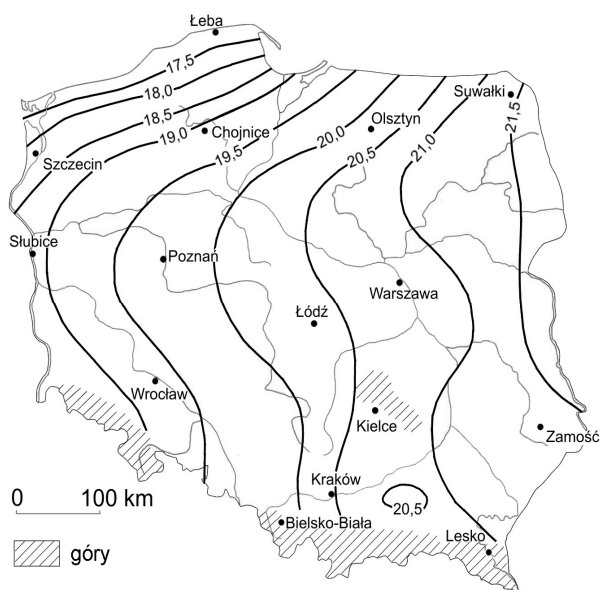 Łeba
17,5
18,0
18,5
19,0
19,5
20,0
20,5
21,0
21,5
Suwałki
Olsztyn
Chojnice
Szczecin
Słubice
Poznań
Warszawa
Łódź
Wrocław
Kielce
Zamość
Kraków
20,5
Bielsko-Biała
Lesko
0 100 km
góry